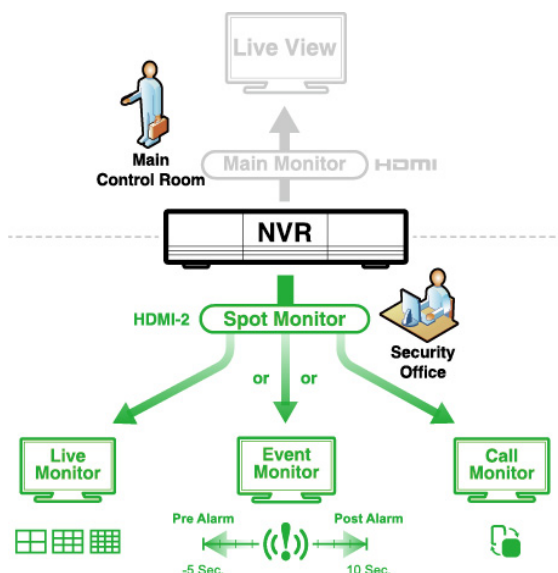 Live View
Main
Control Room
Main Monitor
HDMI
NVR
HDMI-2
Spot Monitor
Security
Office
or or
Live
Monitor
Event
Monitor
Call
Monitor
Pre Alarm
Post Alarm
-5 Sec.
10 Sec.